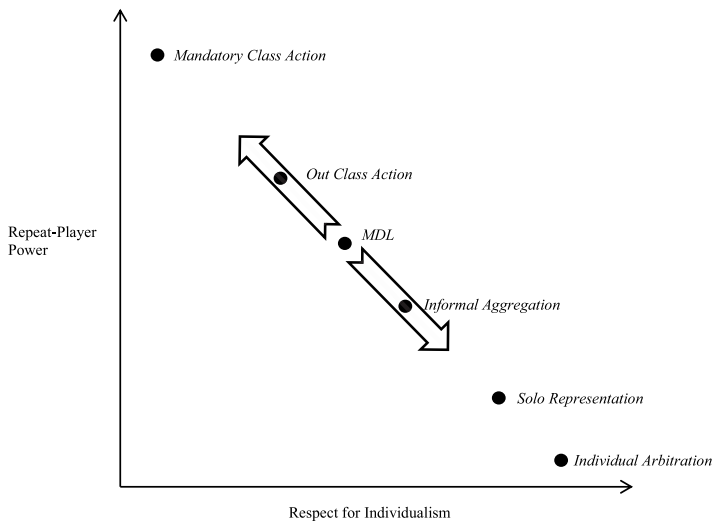 Mandatory Class Action
Out Class Action
Repeat-Player
Power
MDL
Informal Aggregation
Solo Representation
Individual Arbitration
Respect for Individualism